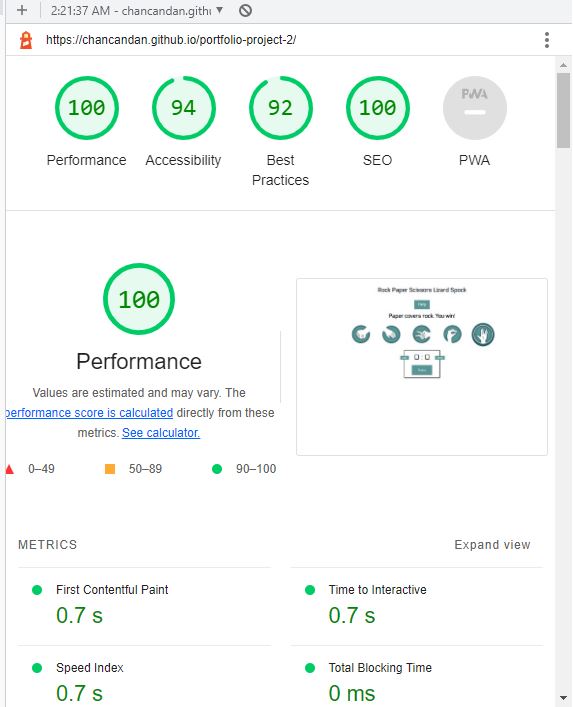 2:21:37 AM - chancandan.githu
https://chancandan.github.io/portfolio-project-2/
100 94 92 100 PWA
Performance Accessibility Best Practices SEO PWA
100
Performance
Values are estimated and may vary. The
performance score is calculated directly from these
metrics. See calculator.
0–49 50–89 90–100
Rock Paper Scissors Lizard Spock
Paper covers rock. You win!
METRICS Expand view
First Contentful Paint Time to Interactive
0.7 s 0.7 s
Speed Index Total Blocking Time
0.7 s 0 ms